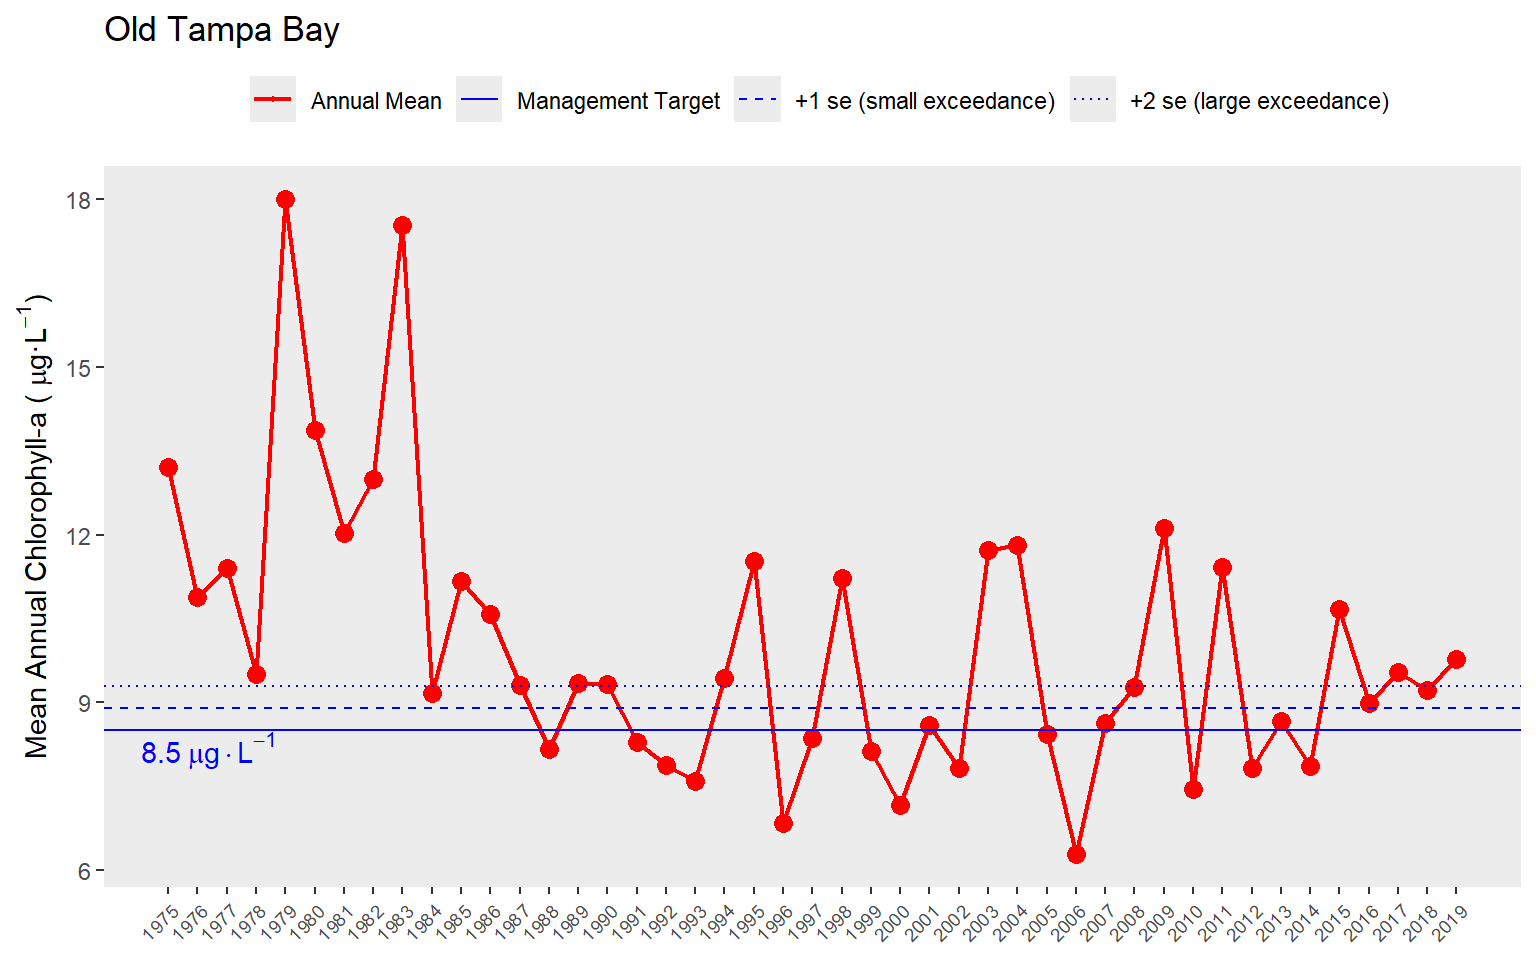 Old Tampa Bay
Annual Mean Management Target +1 se (small exceedance) +2 se (large exceedance)
Mean Annual Chlorophyll-a ( μg·L⁻¹)
18
15
12
9
6
8.5 μg·L⁻¹
1975 1976 1977 1978 1979 1980 1981 1982 1983 1984 1985 1986 1987 1988 1989 1990 1991 1992 1993 1994 1995 1996 1997 1998 1999 2000 2001 2002 2003 2004 2005 2006 2007 2008 2009 2010 2011 2012 2013 2014 2015 2016 2017 2018 2019